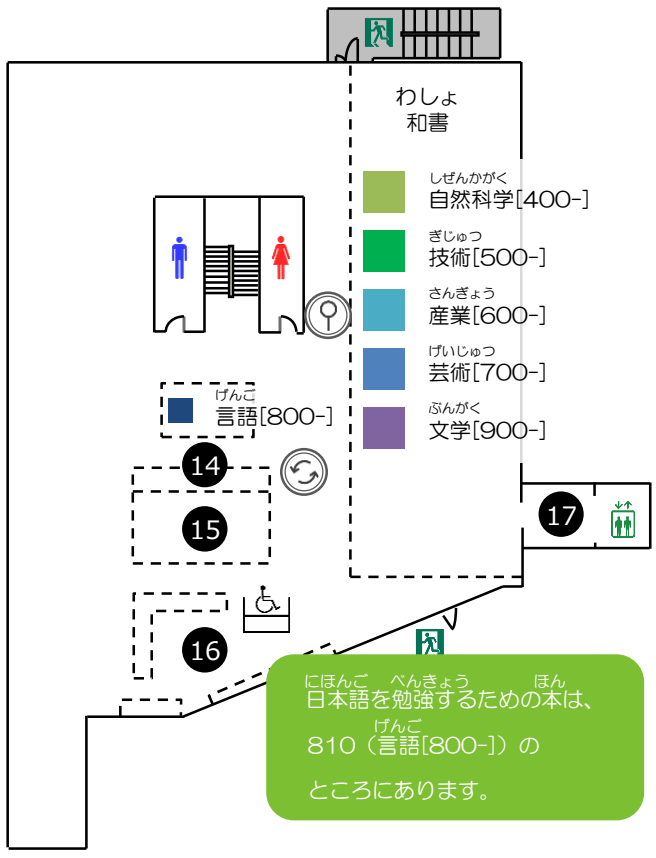 わしょ
和書
しぜんかがく
自然科学[400-]
ぎじゅつ
技術[500-]
さんぎょう
産業[600-]
げいじゅつ
芸術[700-]
ぶんがく
文学[900-]
げんご
言語[800-]
14
15
17
16
にほんご べんきょう ほん
日本語を勉強するための本は、
げんご
810（言語[800-]）の
ところにあります。